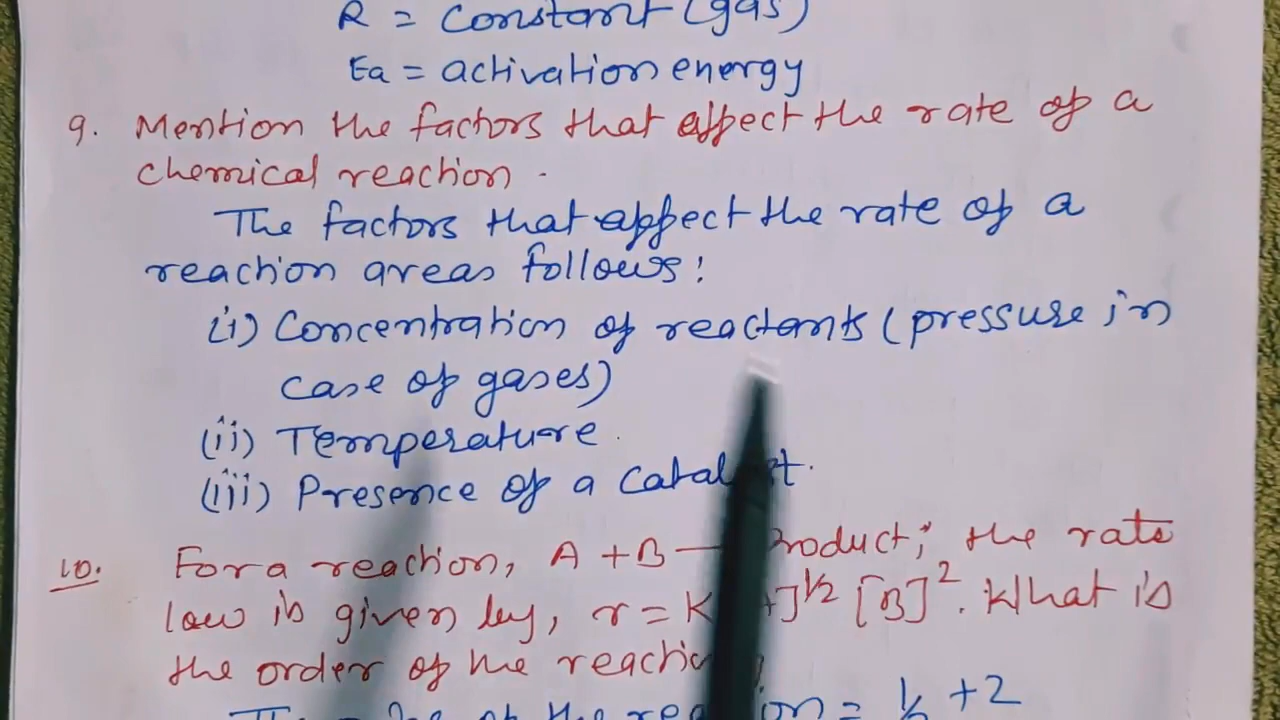 R = Constant (gas)
Ea = activation energy
9. Mention the factors that affect the rate of a
chemical reaction.
The factors that affect the rate of a
reaction are as follows:
(i) Concentration of reactants (pressure in
case of gases)
(ii) Temperature.
(iii) Presence of a
10. For a reaction, A + B → the rate
law is given by, r = K ]^1/2 [B]^2. What is
the order of the
of the = 1/2 + 2